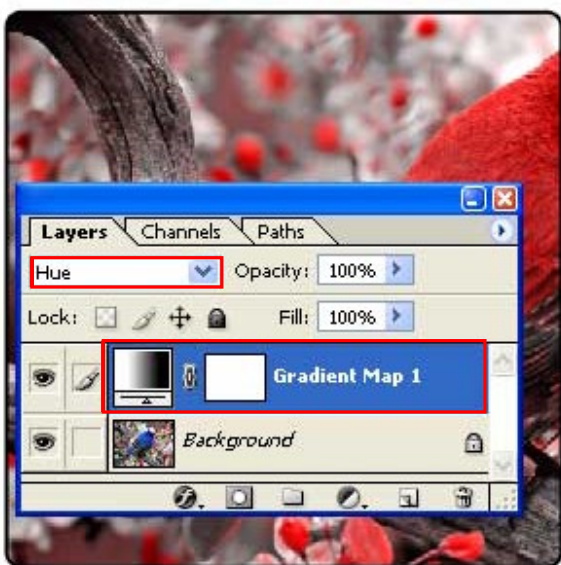 Layers Channels Paths
Hue Opacity: 100%
Lock: Fill: 100%
Gradient Map 1
Background